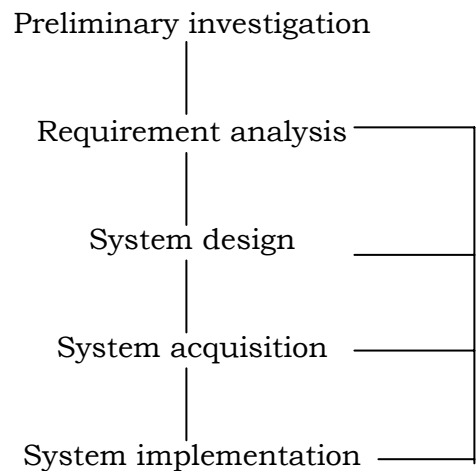 Preliminary investigation
Requirement analysis
System design
System acquisition
System implementation